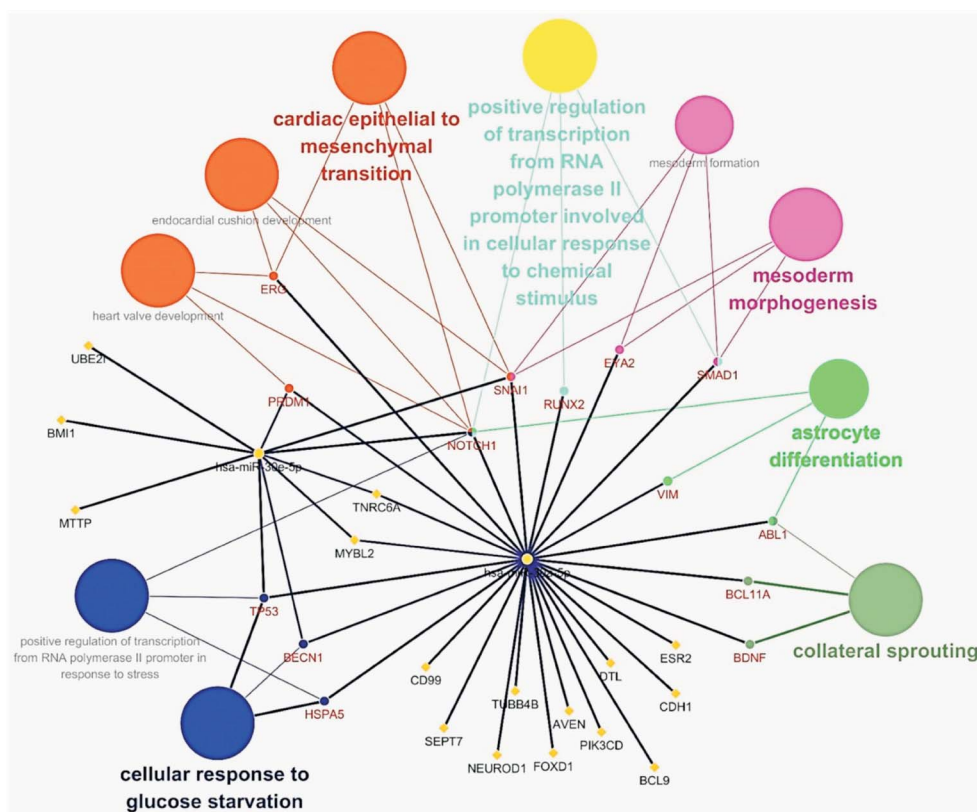 cardiac epithelial to
mesenchymal
transition
positive regulation
of transcription
from RNA
polymerase II
promoter involved
in cellular response
to chemical
stimulus
mesoderm formation
endocardial cushion development
mesoderm
morphogenesis
heart valve development
ERG
UBE2I
ETA2
SMAD1
PRDM1
SNAI1
RUNX2
BMI1
NOTCH1
astrocyte
differentiation
hsa-miR-30e-5p
VIM
TNRC6A
MTTP
ABL1
MYBL2
BCL11A
TP53
positive regulation of transcription
from RNA polymerase II promoter in
response to stress
BECN1
BDNF
collateral sprouting
ESR2
CD99
DTL
TUBB4B
CDH1
HSPA5
AVEN
SEPT7
PIK3CD
NEUROD1
FOXD1
BCL9
cellular response to
glucose starvation